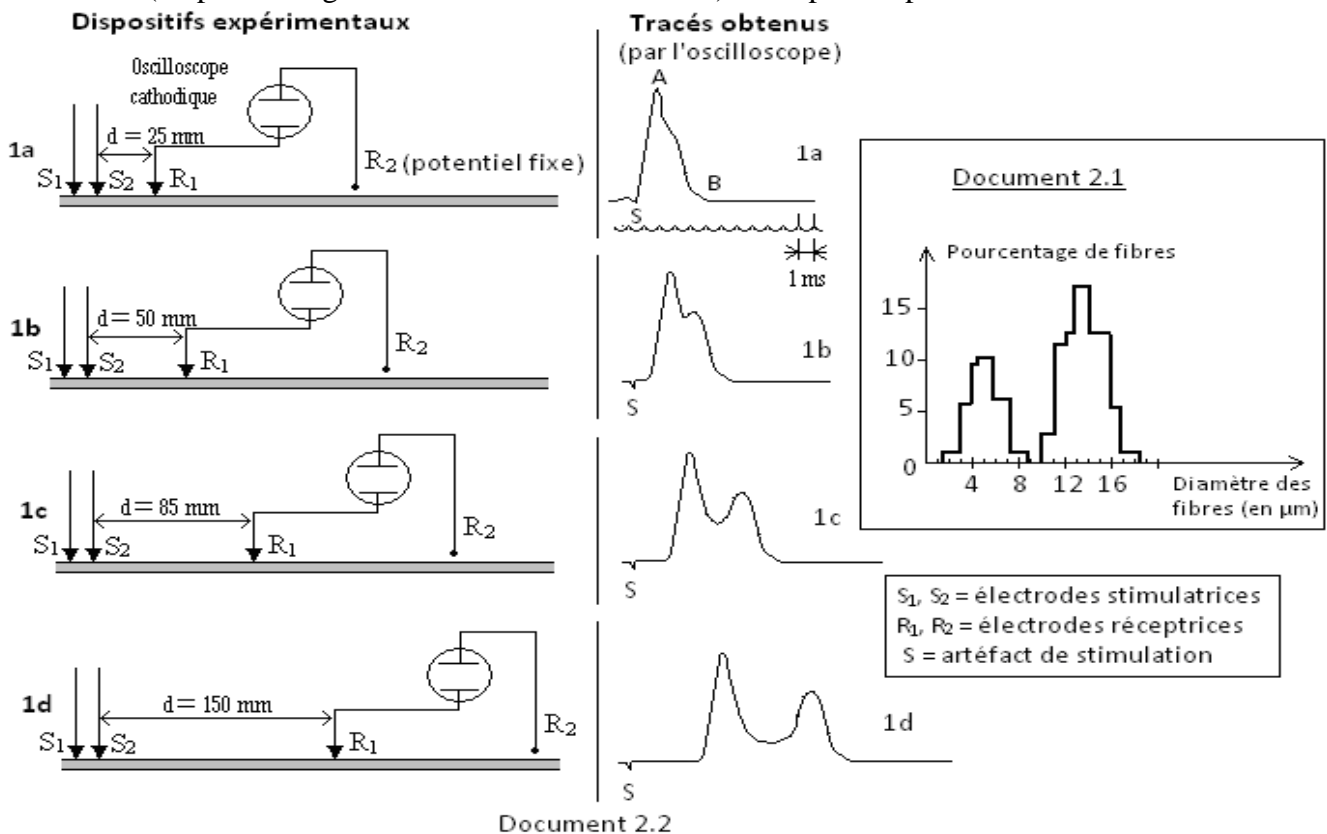 Dispositifs expérimentaux
Tracés obtenus
(par l'oscilloscope)
Oscilloscope
cathodique
1a
d = 25 mm
S1
S2
R1
R2 (potentiel fixe)
A
B
1a
S
1 ms
1b
d = 50 mm
S1
S2
R1
R2
1b
S
1c
d = 85 mm
S1
S2
R1
R2
1c
S
1d
d = 150 mm
S1
S2
R1
R2
1d
S
Document 2.1
Pourcentage de fibres
15
10
5
0
4 8 12 16
Diamètre des
fibres (en µm)
S1, S2 = électrodes stimulatrices
R1, R2 = électrodes réceptrices
S = artéfact de stimulation
Document 2.2